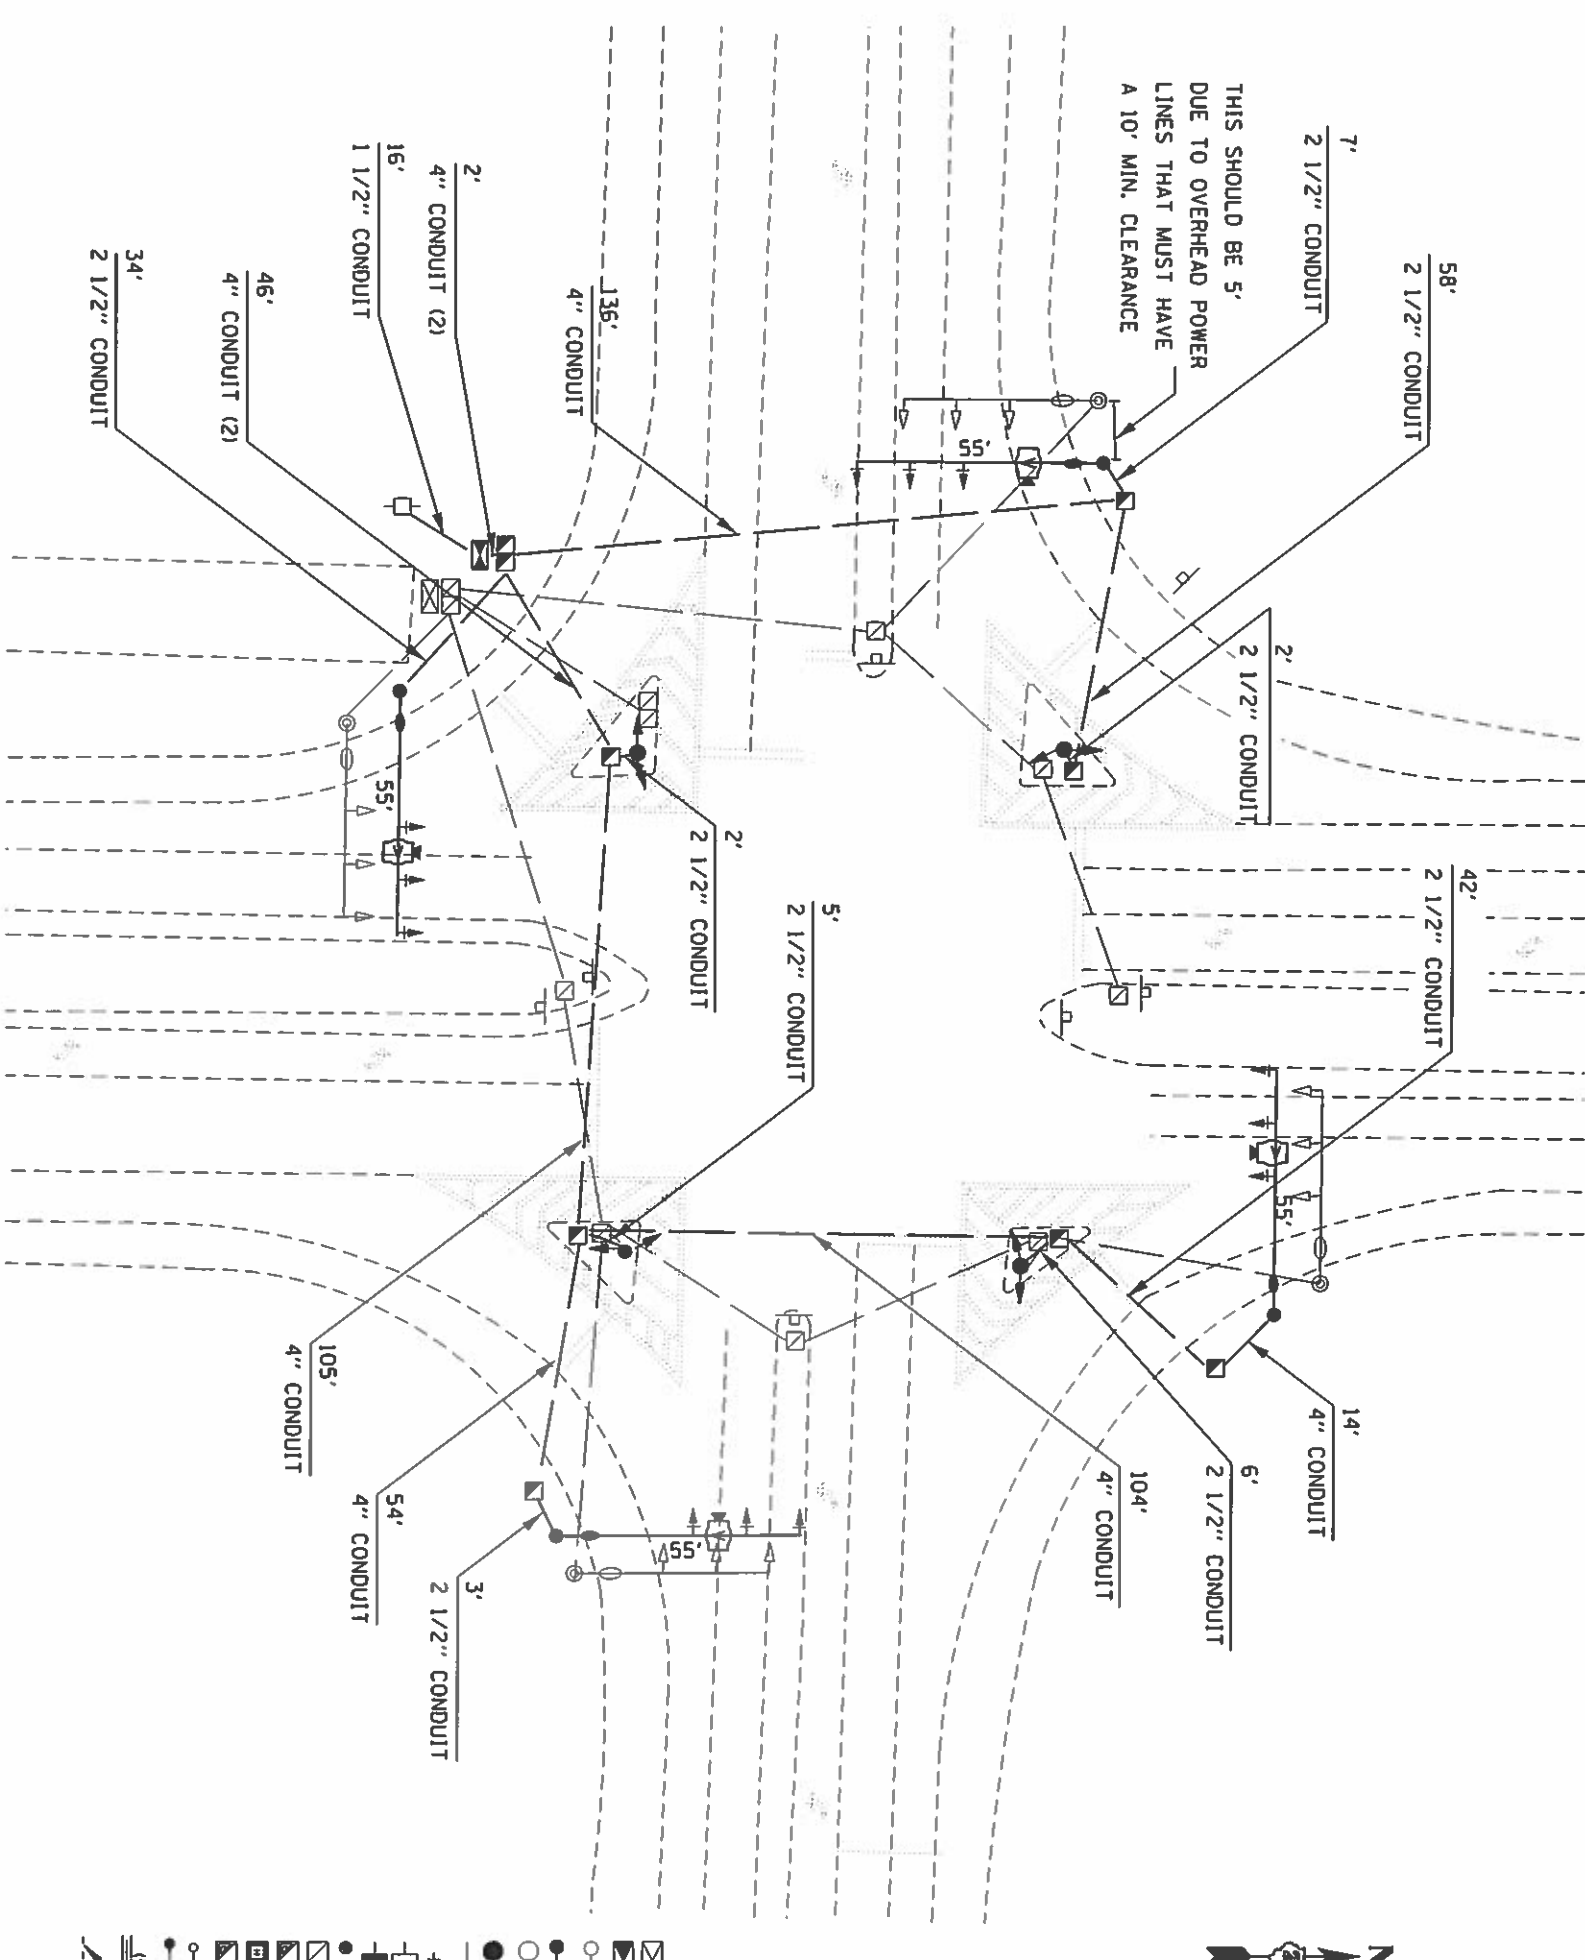 THIS SHOULD BE 5'
DUE TO OVERHEAD POWER
LINES THAT MUST HAVE
A 10' MIN. CLEARANCE
7'
2 1/2" CONDUIT
58'
2 1/2" CONDUIT
2'
2 1/2" CONDUIT
42'
2 1/2" CONDUIT
14'
4" CONDUIT
6'
2 1/2" CONDUIT
104'
4" CONDUIT
136'
4" CONDUIT
2'
4" CONDUIT (2)
16'
1 1/2" CONDUIT
46'
4" CONDUIT (2)
34'
2 1/2" CONDUIT
2'
2 1/2" CONDUIT
5'
2 1/2" CONDUIT
105'
4" CONDUIT
54'
4" CONDUIT
3'
2 1/2" CONDUIT
55'
55'
55'
55'
N